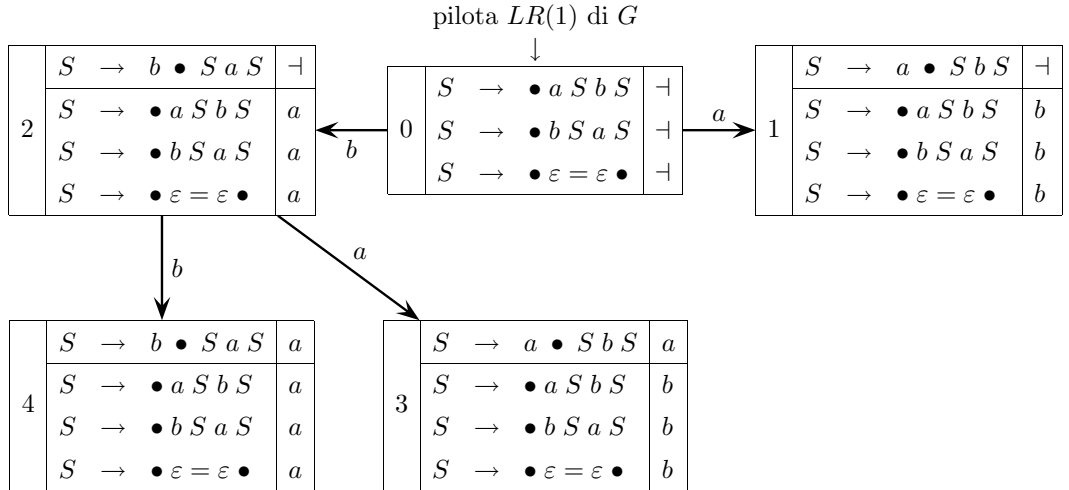 pilota LR(1) di G
↓
2
S → b • S a S ⊣
S → • a S b S a
S → • b S a S a
S → • ε = ε • a
b
0
S → • a S b S ⊣
S → • b S a S ⊣
S → • ε = ε • ⊣
a
1
S → a • S b S ⊣
S → • a S b S b
S → • b S a S b
S → • ε = ε • b
b
a
4
S → b • S a S a
S → • a S b S a
S → • b S a S a
S → • ε = ε • a
3
S → a • S b S a
S → • a S b S b
S → • b S a S b
S → • ε = ε • b